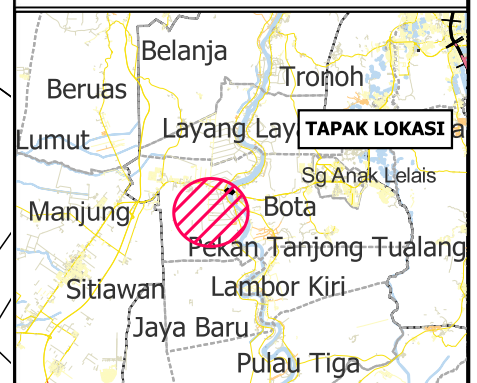 Belanja
Tronoh
Beruas
Layang Lay
TAPAK LOKASI
a
Lumut
Sg Anak Lelais
Manjung
Bota
Pekan Tanjong Tualang
Sitiawan
Lambor Kiri
Jaya Baru
Pulau Tiga